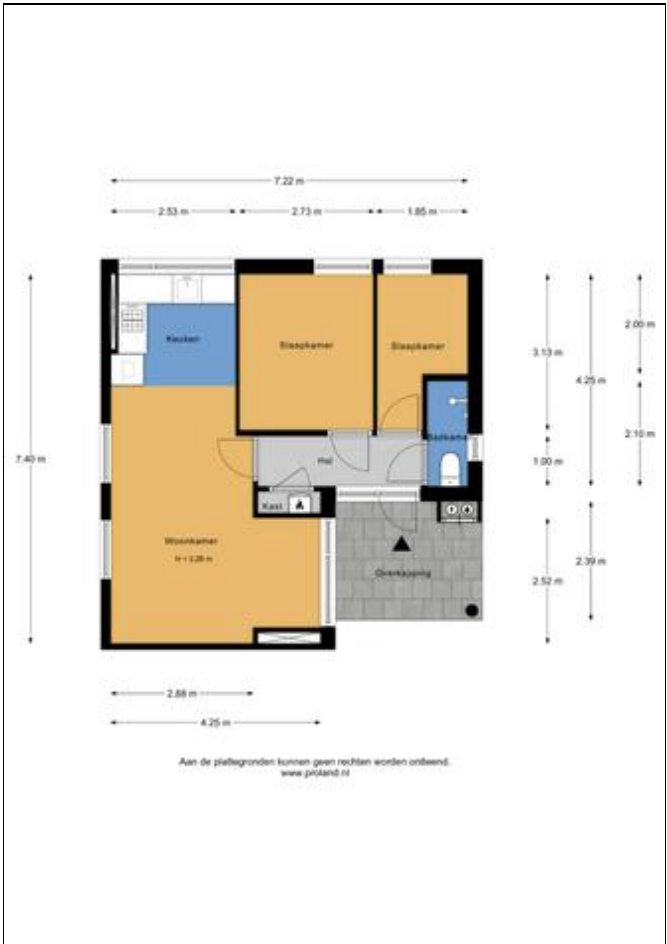 7.22 m
2.53 m
2.73 m
1.85 m
Keuken
Slaapkamer
Slaapkamer
2.00 m
3.13 m
4.25 m
Badkamer
2.10 m
7.40 m
Hal
1.00 m
Kast
Woonkamer
Overkapping
2.39 m
2.52 m
2.88 m
4.25 m
Aan de plattegronden kunnen geen rechten worden ontleend.
www.proland.nl